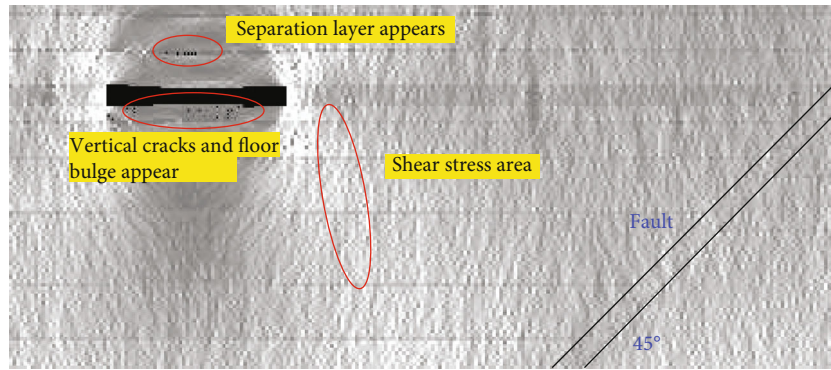 Separation layer appears
Vertical cracks and floor
bulge appear
Shear stress area
Fault
45°